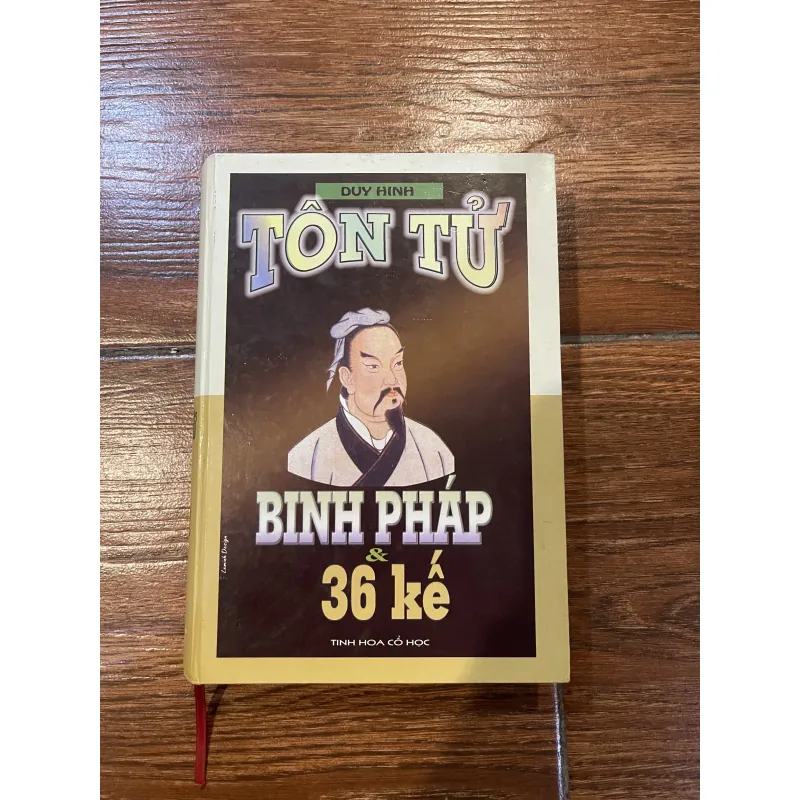 DUY HINH
TÔN TỬ
BINH PHÁP
&
36 kế
TINH HOA CỔ HỌC